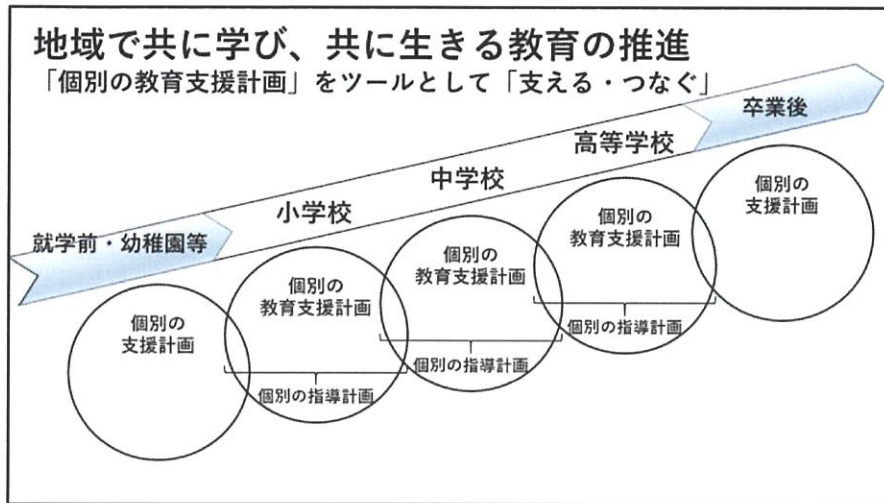 地域で共に学び、共に生きる教育の推進
「個別の教育支援計画」をツールとして「支える・つなぐ」
就学前・幼稚園等
小学校
中学校
高等学校
卒業後
個別の
支援計画
個別の
教育支援計画
個別の指導計画
個別の
教育支援計画
個別の指導計画
個別の
教育支援計画
個別の指導計画
個別の
支援計画